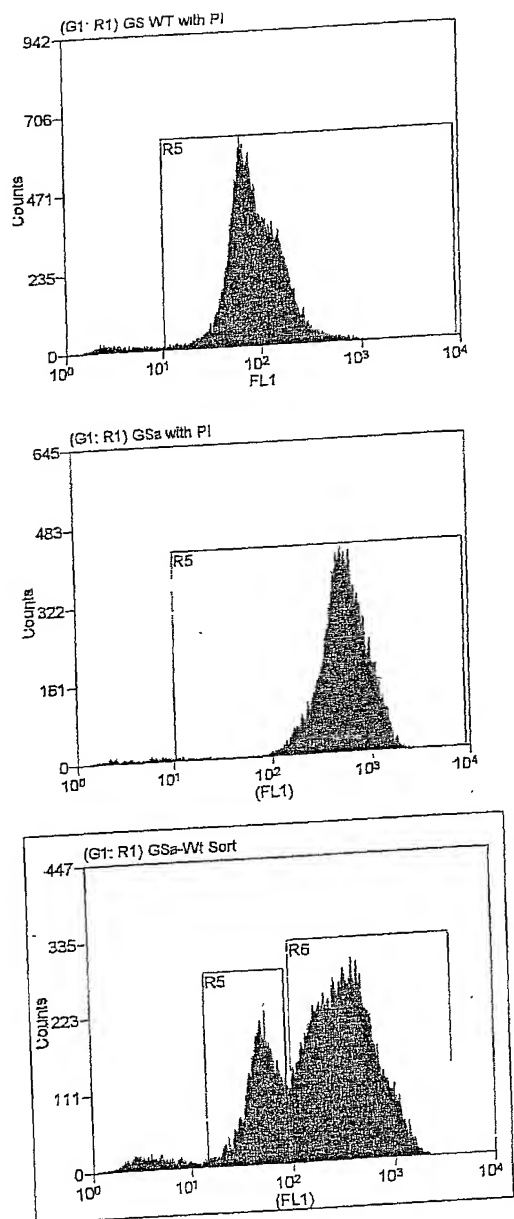 (G1: R1) GS WT with PI
942
706
471
235
0
Counts
R5
10⁰ 10¹ 10² 10³ 10⁴
FL1
(G1: R1) GSa with PI
645
483
322
161
0
Counts
R5
10⁰ 10¹ 10² 10³ 10⁴
(FL1)
(G1: R1) GSa-Wt Sort
447
335
223
111
0
Counts
R5
R6
10⁰ 10¹ 10² 10³ 10⁴
(FL1)